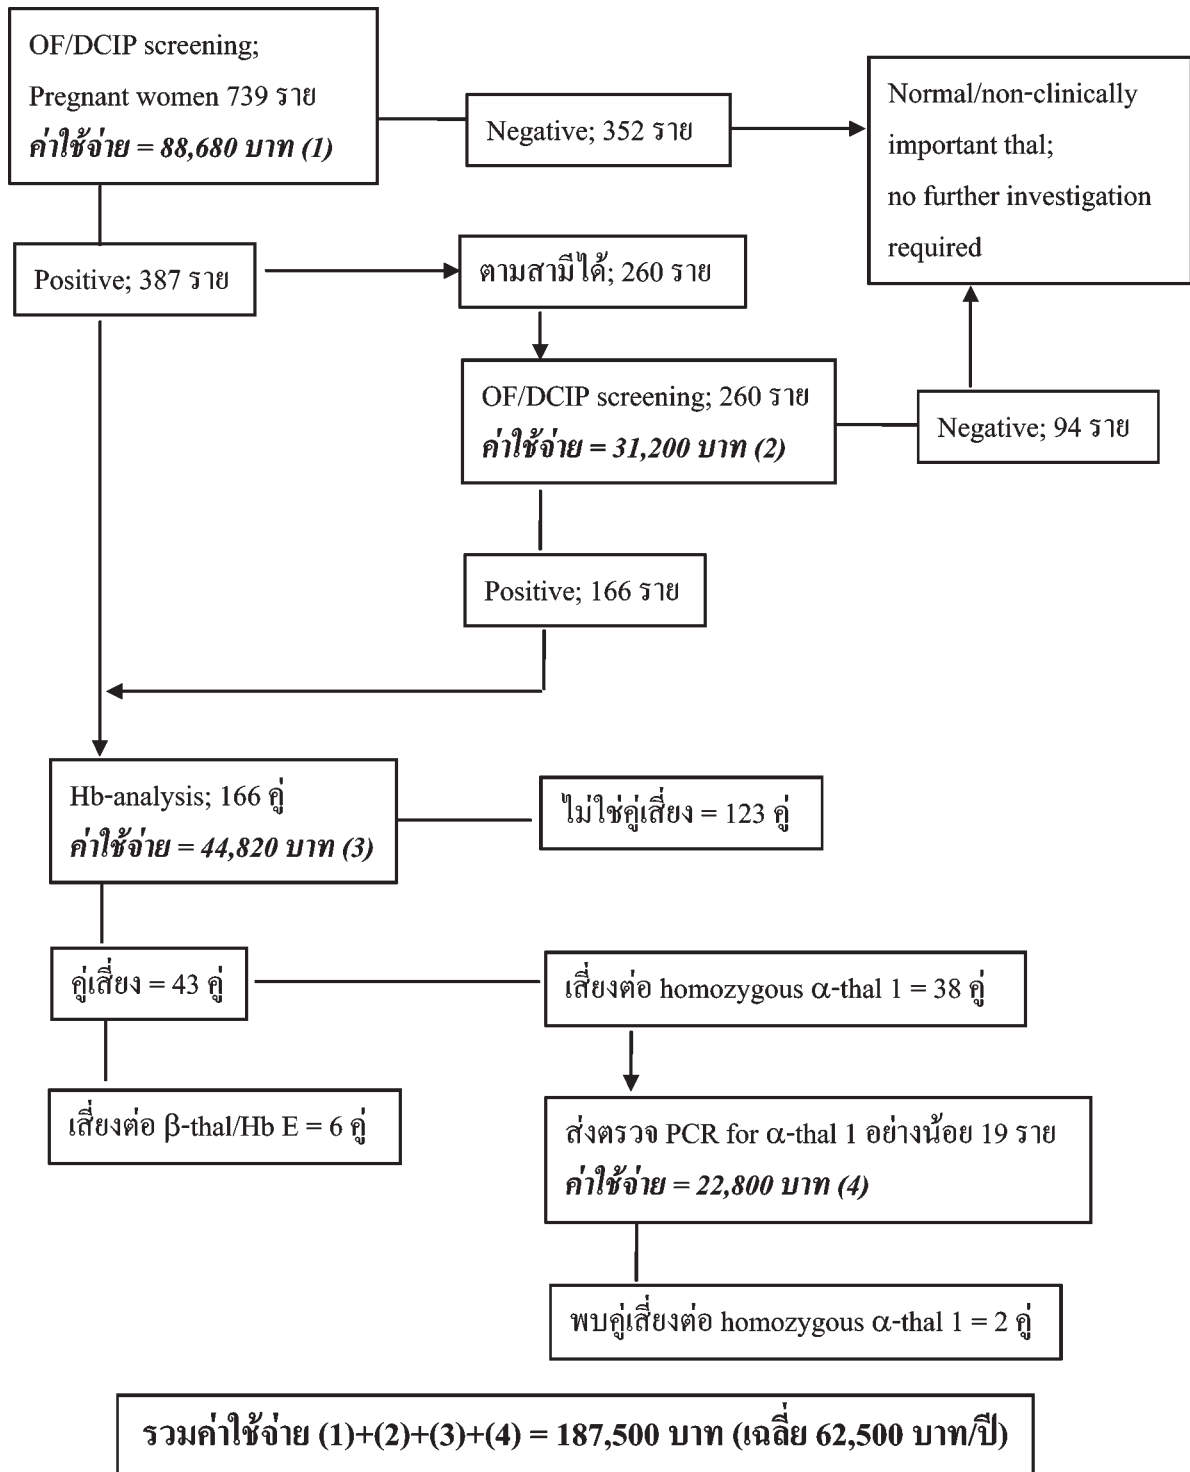 OF/DCIP screening;
Pregnant women 739 ราย
ค่าใช้จ่าย = 88,680 บาท (1)
Negative; 352 ราย
Normal/non-clinically
important thal;
no further investigation
required
Positive; 387 ราย
ตามสามีได้; 260 ราย
OF/DCIP screening; 260 ราย
ค่าใช้จ่าย = 31,200 บาท (2)
Negative; 94 ราย
Positive; 166 ราย
Hb-analysis; 166 คู่
ค่าใช้จ่าย = 44,820 บาท (3)
ไม่ใช่คู่เสี่ยง = 123 คู่
คู่เสี่ยง = 43 คู่
เสี่ยงต่อ homozygous α-thal 1 = 38 คู่
เสี่ยงต่อ β-thal/Hb E = 6 คู่
ส่งตรวจ PCR for α-thal 1 อย่างน้อย 19 ราย
ค่าใช้จ่าย = 22,800 บาท (4)
พบคู่เสี่ยงต่อ homozygous α-thal 1 = 2 คู่
รวมค่าใช้จ่าย (1)+(2)+(3)+(4) = 187,500 บาท (เฉลี่ย 62,500 บาท/ปี)